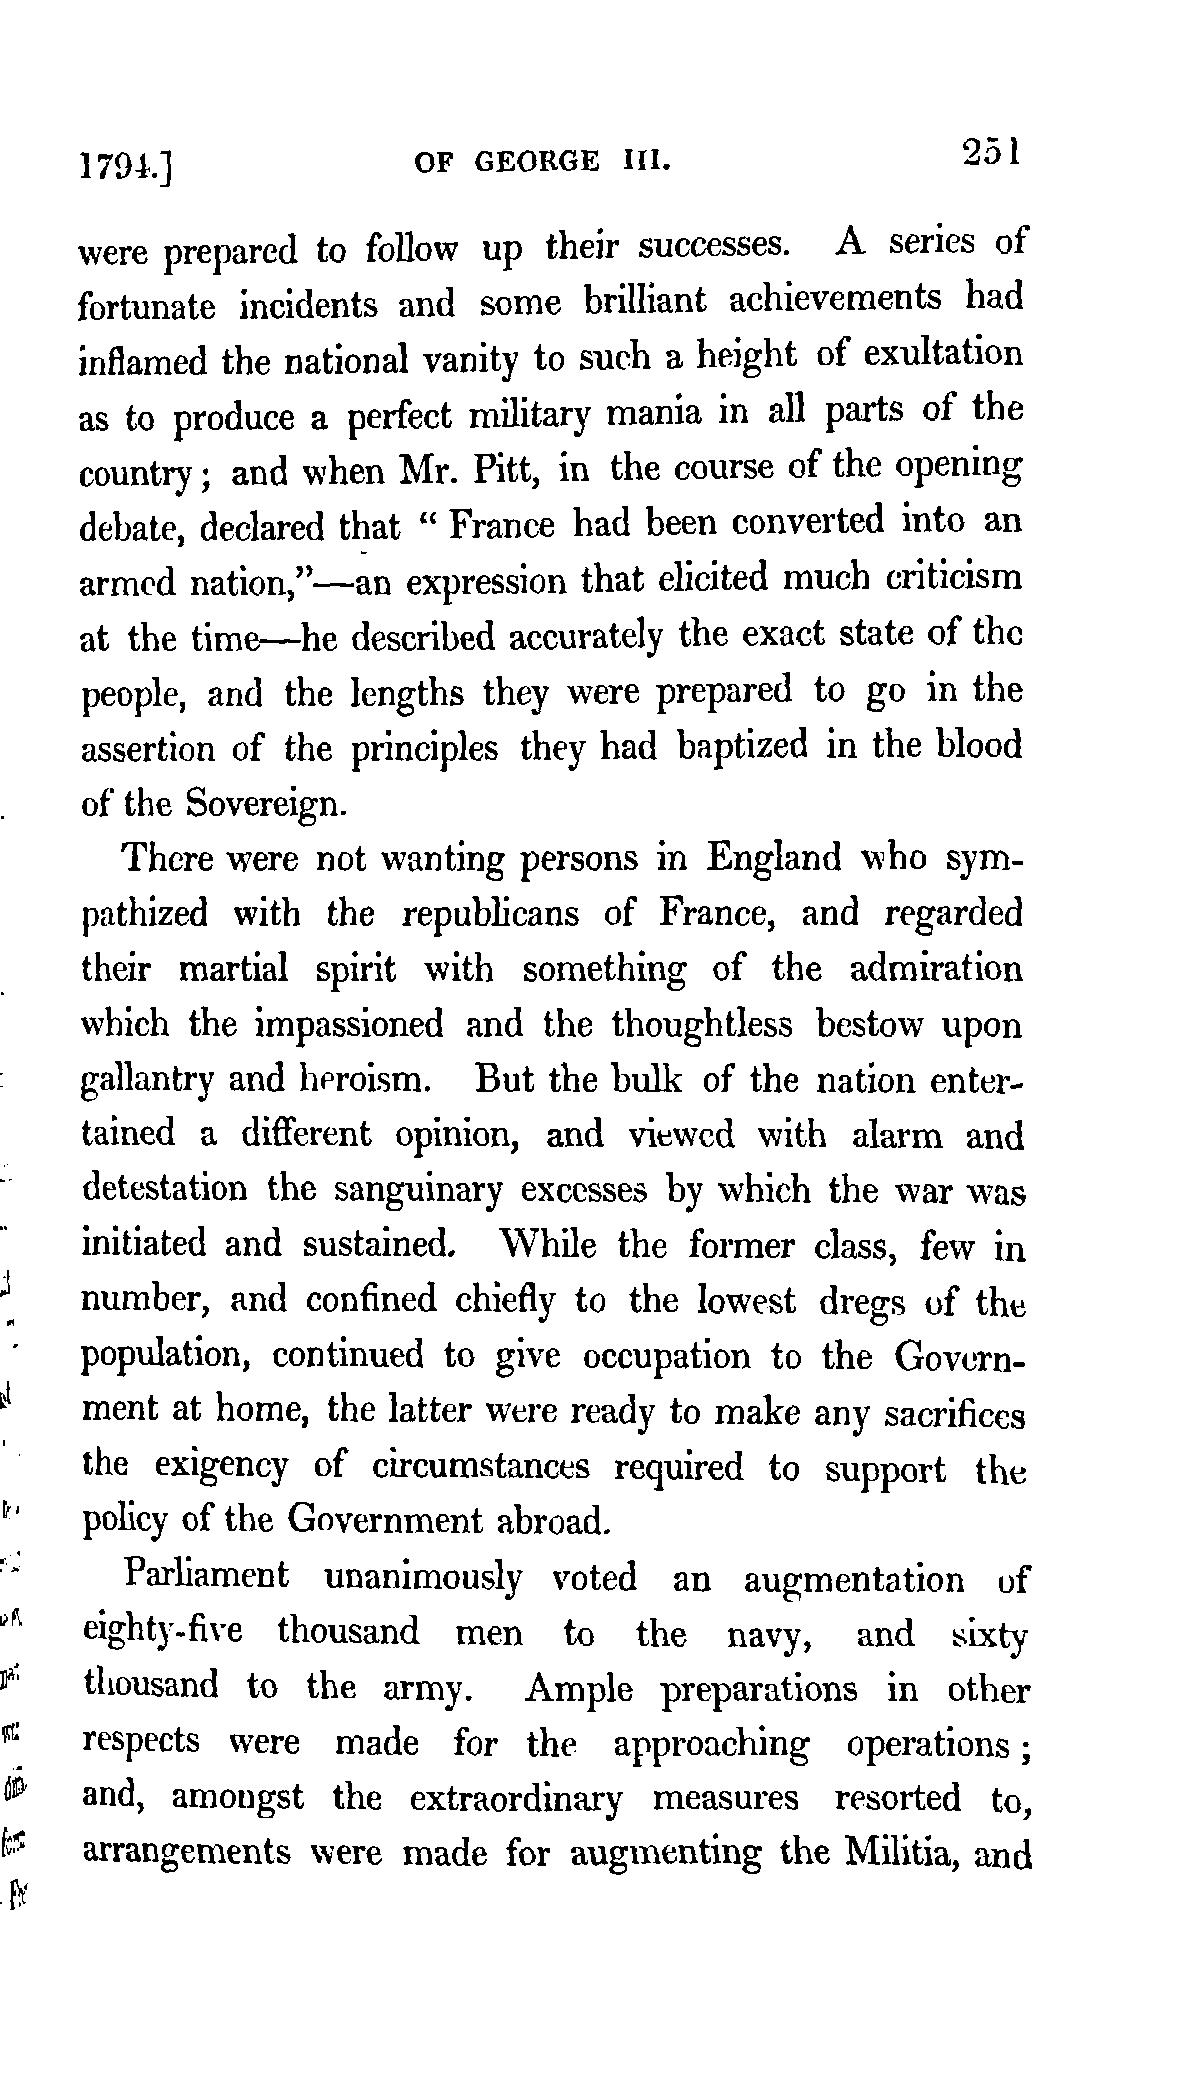 1794.] OF GEORGE III. 251
were prepared to follow up their successes. A series of
fortunate incidents and some brilliant achievements had
inflamed the national vanity to such a height of exultation
as to produce a perfect military mania in all parts of the
country; and when Mr. Pitt, in the course of the opening
debate, declared that “ France had been converted into an
armed nation,”—an expression that elicited much criticism
at the time—he described accurately the exact state of the
people, and the lengths they were prepared to go in the
assertion of the principles they had baptized in the blood
of the Sovereign.
There were not wanting persons in England who sym-
pathized with the republicans of France, and regarded
their martial spirit with something of the admiration
which the impassioned and the thoughtless bestow upon
gallantry and heroism. But the bulk of the nation enter-
tained a different opinion, and viewed with alarm and
detestation the sanguinary excesses by which the war was
initiated and sustained. While the former class, few in
number, and confined chiefly to the lowest dregs of the
population, continued to give occupation to the Govern-
ment at home, the latter were ready to make any sacrifices
the exigency of circumstances required to support the
policy of the Government abroad.
Parliament unanimously voted an augmentation of
eighty-five thousand men to the navy, and sixty
thousand to the army. Ample preparations in other
respects were made for the approaching operations;
and, amongst the extraordinary measures resorted to,
arrangements were made for augmenting the Militia, and